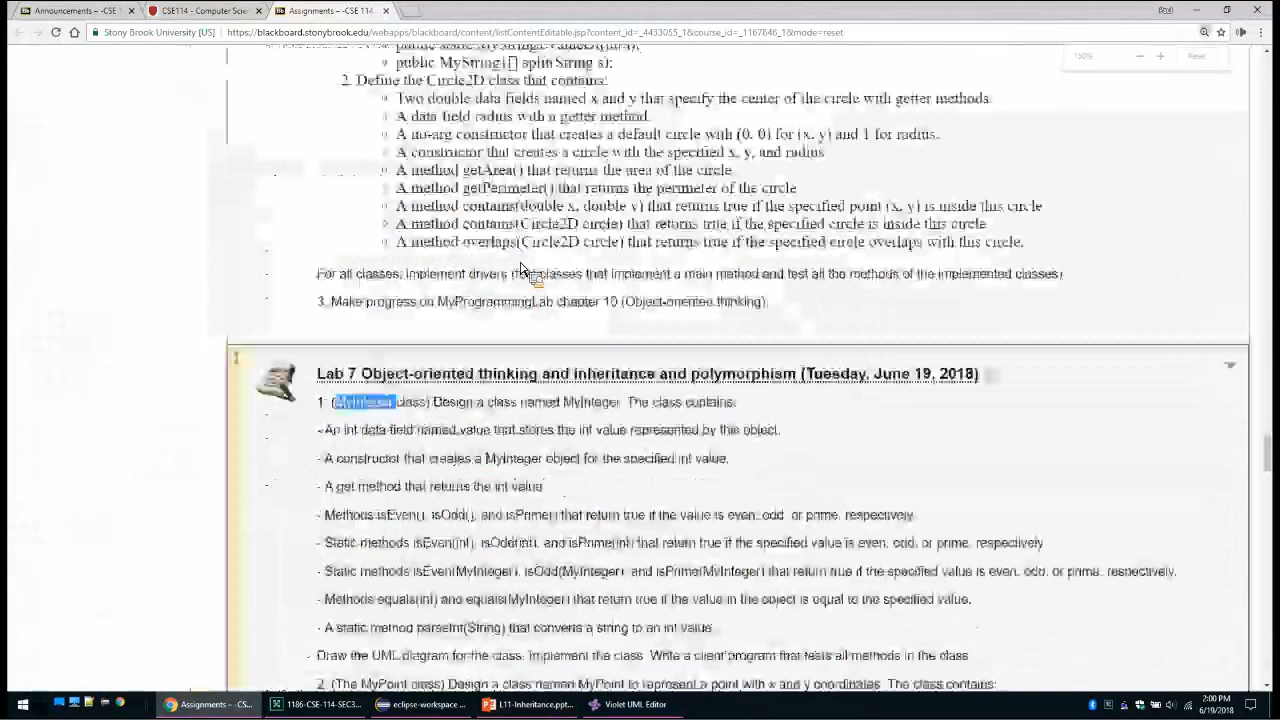 Announcements – -CSE 1
CSE114 - Computer Scien
Assignments – -CSE 114
Stony Brook University [US]
https://blackboard.stonybrook.edu/webapps/blackboard/content/listContentEditable.jsp?content_id=_4433055_1&course_id=_1167846_1&mode=reset
150%
Reset
public MyString[] split(String s);
2. Define the Circle2D class that contains:
Two double data fields named x and y that specify the center of the circle with getter methods.
A data field radius with a getter method.
A no-arg constructor that creates a default circle with (0, 0) for (x, y) and 1 for radius.
A constructor that creates a circle with the specified x, y, and radius
A method getArea() that returns the area of the circle
A method getPerimeter() that returns the perimeter of the circle
A method contains(double x, double y) that returns true if the specified point (x, y) is inside this circle
A method contains(Circle2D circle) that returns true if the specified circle is inside this circle
A method overlaps(Circle2D circle) that returns true if the specified circle overlaps with this circle.
For all classes, implement drivers classes that implement a main method and test all the methods of the implemented classes)
3. Make progress on MyProgrammingLab chapter 10 (Object-oriented thinking)
Lab 7 Object-oriented thinking and inheritance and polymorphism (Tuesday, June 19, 2018)
1. (MyInteger class) Design a class named MyInteger. The class contains:
- An int data field named value that stores the int value represented by this object.
- A constructor that creates a MyInteger object for the specified int value.
- A get method that returns the int value
- Methods isEven(), isOdd(), and isPrime() that return true if the value is even, odd, or prime, respectively
- Static methods isEven(int), isOdd(int), and isPrime(int) that return true if the specified value is even, odd, or prime, respectively
- Static methods isEven(MyInteger), isOdd(MyInteger), and isPrime(MyInteger) that return true if the specified value is even, odd, or prime, respectively.
- Methods equals(int) and equals(MyInteger) that return true if the value in the object is equal to the specified value.
- A static method parseInt(String) that converts a string to an int value
Draw the UML diagram for the class. Implement the class. Write a client program that tests all methods in the class
2. (The MyPoint class) Design a class named MyPoint to represent a point with x and y coordinates. The class contains:
Assignments – -CS...
1186-CSE-114-SEC3...
eclipse-workspace ...
L11-Inheritance.ppt...
Violet UML Editor
2:00 PM
6/19/2018